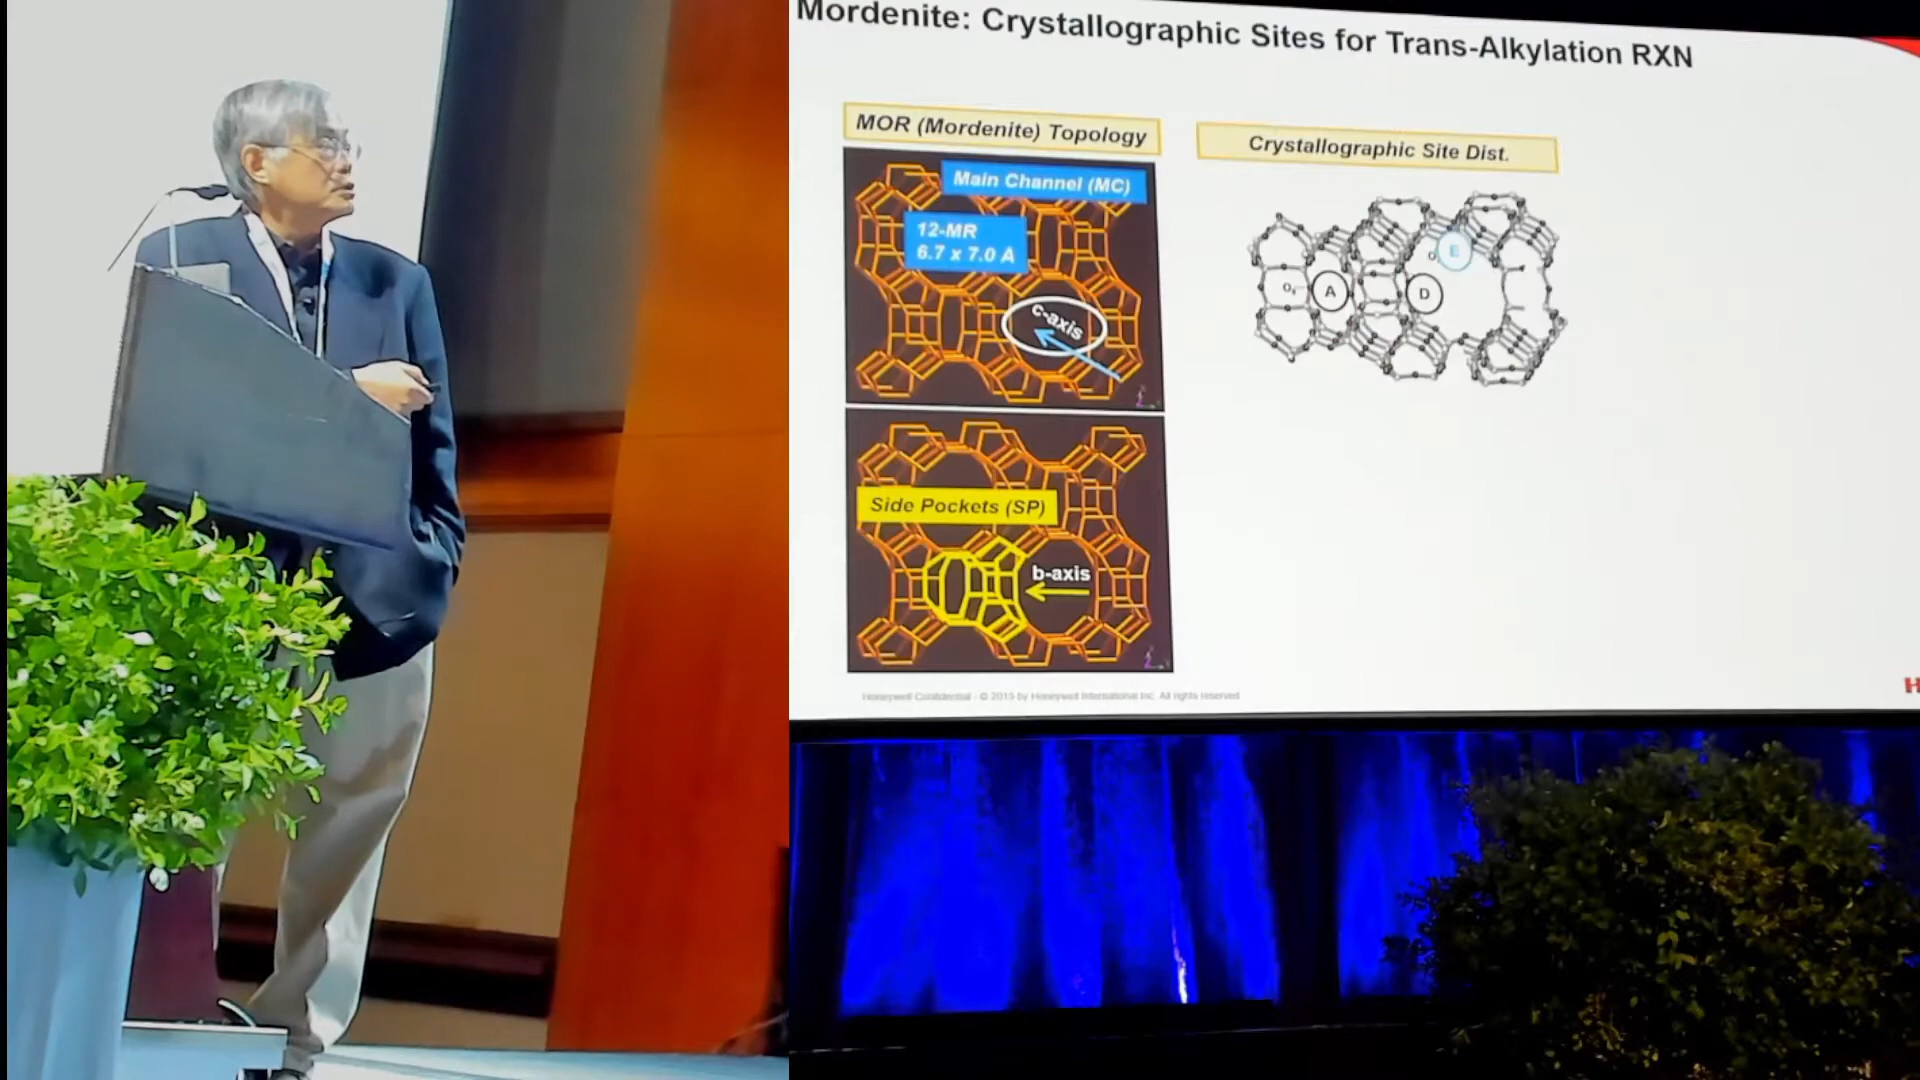 Mordenite: Crystallographic Sites for Trans-Alkylation RXN
MOR (Mordenite) Topology
Main Channel (MC)
12-MR
6.7 x 7.0 A
c-axis
Side Pockets (SP)
b-axis
Crystallographic Site Dist.
E
A
D
Honeywell Confidential - © 2015 by Honeywell International Inc. All rights reserved
H